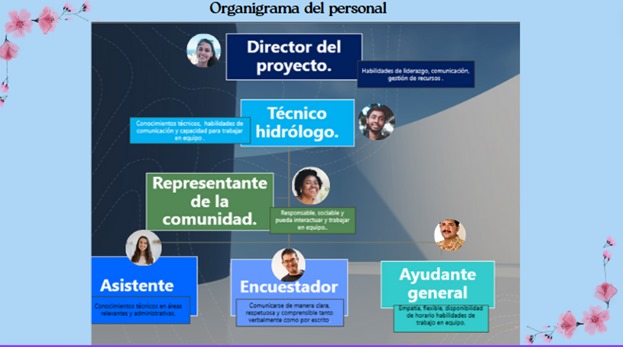 Organigrama del personal
Director del
proyecto.
Habilidades de liderazgo, comunicación,
gestión de recursos .
Técnico
hidrólogo.
Conocimientos técnicos, habilidades de
comunicación y capacidad para trabajar
en equipo .
Representante
de la
comunidad.
Responsable, sociable y
pueda interactuar y trabajar
en equipo..
Asistente
Conocimientos técnicos en áreas
relevantes y administrativas.
Encuestador
Comunicarse de manera clara,
respetuosa y comprensible tanto
verbalmente como por escrito
Ayudante
general
Empatía, flexible, disponibilidad
de horario habilidades de
trabajo en equipo.